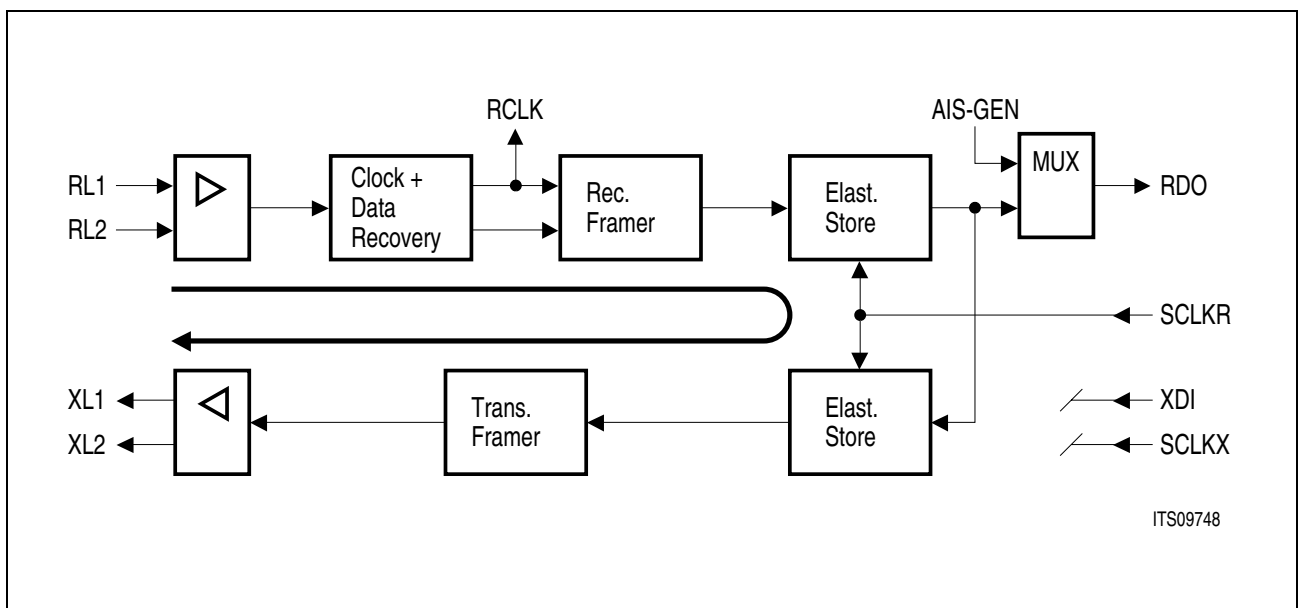 RCLK
AIS-GEN
RL1
RL2
Clock +
Data
Recovery
Rec.
Framer
Elast.
Store
MUX
RDO
SCLKR
XL1
XL2
Trans.
Framer
Elast.
Store
XDI
SCLKX
ITS09748